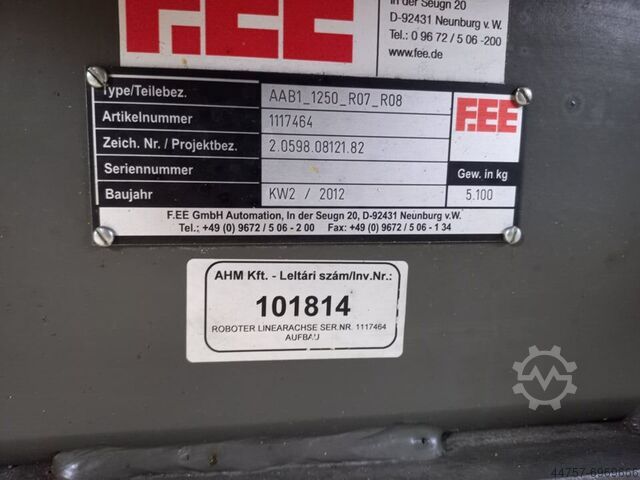 F.EE
In der Seugn 20
D-92431 Neunburg v. W.
Tel.: 0 96 72 / 5 06 -200
www.fee.de
Type/Teilebez. AAB1_1250_R07_R08
Artikelnummer 1117464
F.EE
Zeich. Nr. / Projektbez. 2.0598.08121.82
Seriennummer Gew. in kg
Baujahr KW2 / 2012 5.100
F.EE GmbH Automation, In der Seugn 20, D-92431 Neunburg v.W.
Tel.: +49 (0) 9672 / 5 06 - 2 00 Fax: +49 (0) 9672 / 5 06 - 1 34
AHM Kft. - Leltári szám/Inv.Nr.:
101814
ROBOTER LINEARACHSE SER.NR. 1117464
AUFBAU
44757-6969666